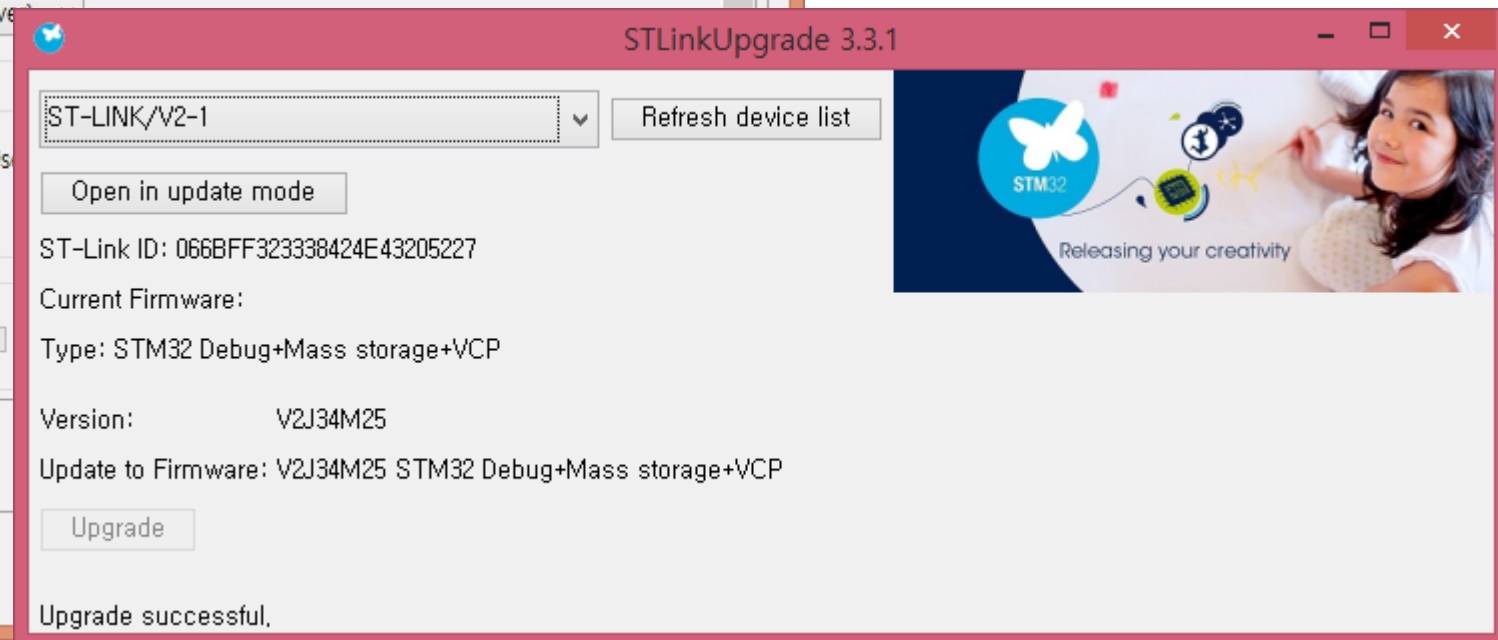 STLinkUpgrade 3.3.1
ST-LINK/V2-1
Refresh device list
Open in update mode
STM32
Releasing your creativity
ST-Link ID: 066BFF323338424E43205227
Current Firmware:
Type: STM32 Debug+Mass storage+VCP
Version: V2J34M25
Update to Firmware: V2J34M25 STM32 Debug+Mass storage+VCP
Upgrade
Upgrade successful.